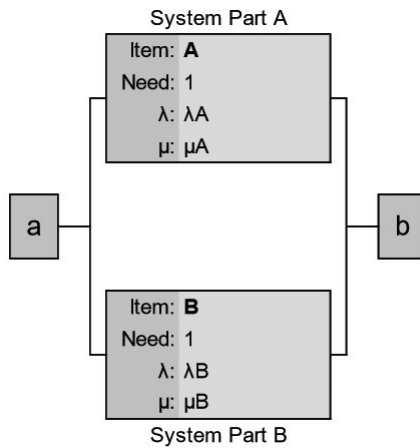 System Part A
Item: A
Need: 1
λ: λA
μ: μA
a
b
Item: B
Need: 1
λ: λB
μ: μB
System Part B